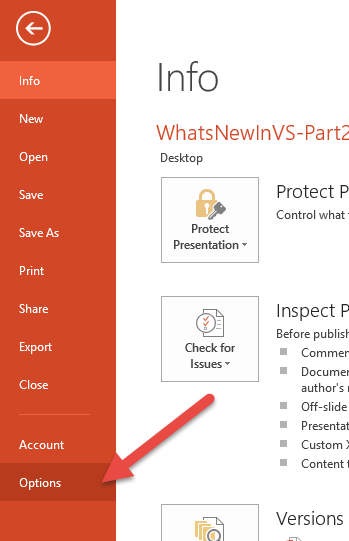 Info
New
Open
Save
Save As
Print
Share
Export
Close
Account
Options
Info
WhatsNewInVS-Part2
Desktop
Protect
Presentation
Protect P
Control what
Check for
Issues
Inspect P
Before publish
Commen
Documen
author's
Off-slide
Presentat
Custom X
Content
Versions